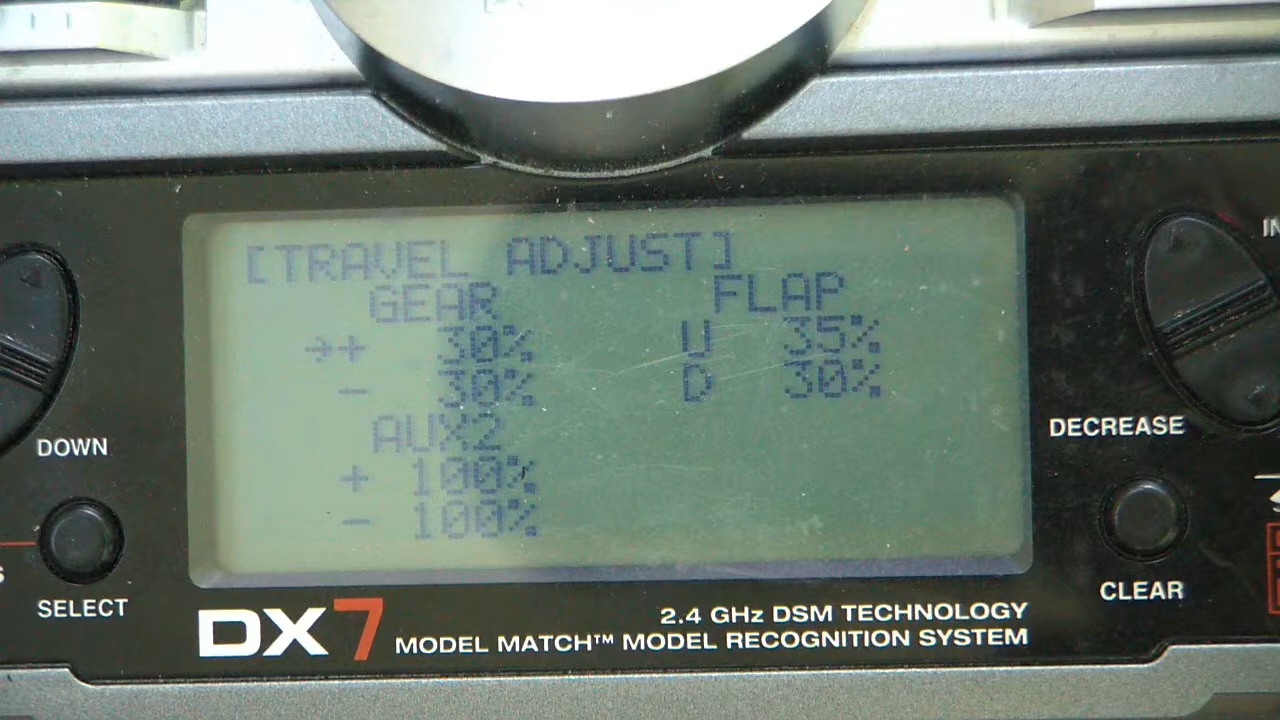 [TRAVEL ADJUST]
GEAR FLAP
→+ 30% U 35%
- 30% D 30%
AUX2
+ 100%
- 100%
DOWN
SELECT
DECREASE
CLEAR
DX7
2.4 GHz DSM TECHNOLOGY
MODEL MATCH™ MODEL RECOGNITION SYSTEM